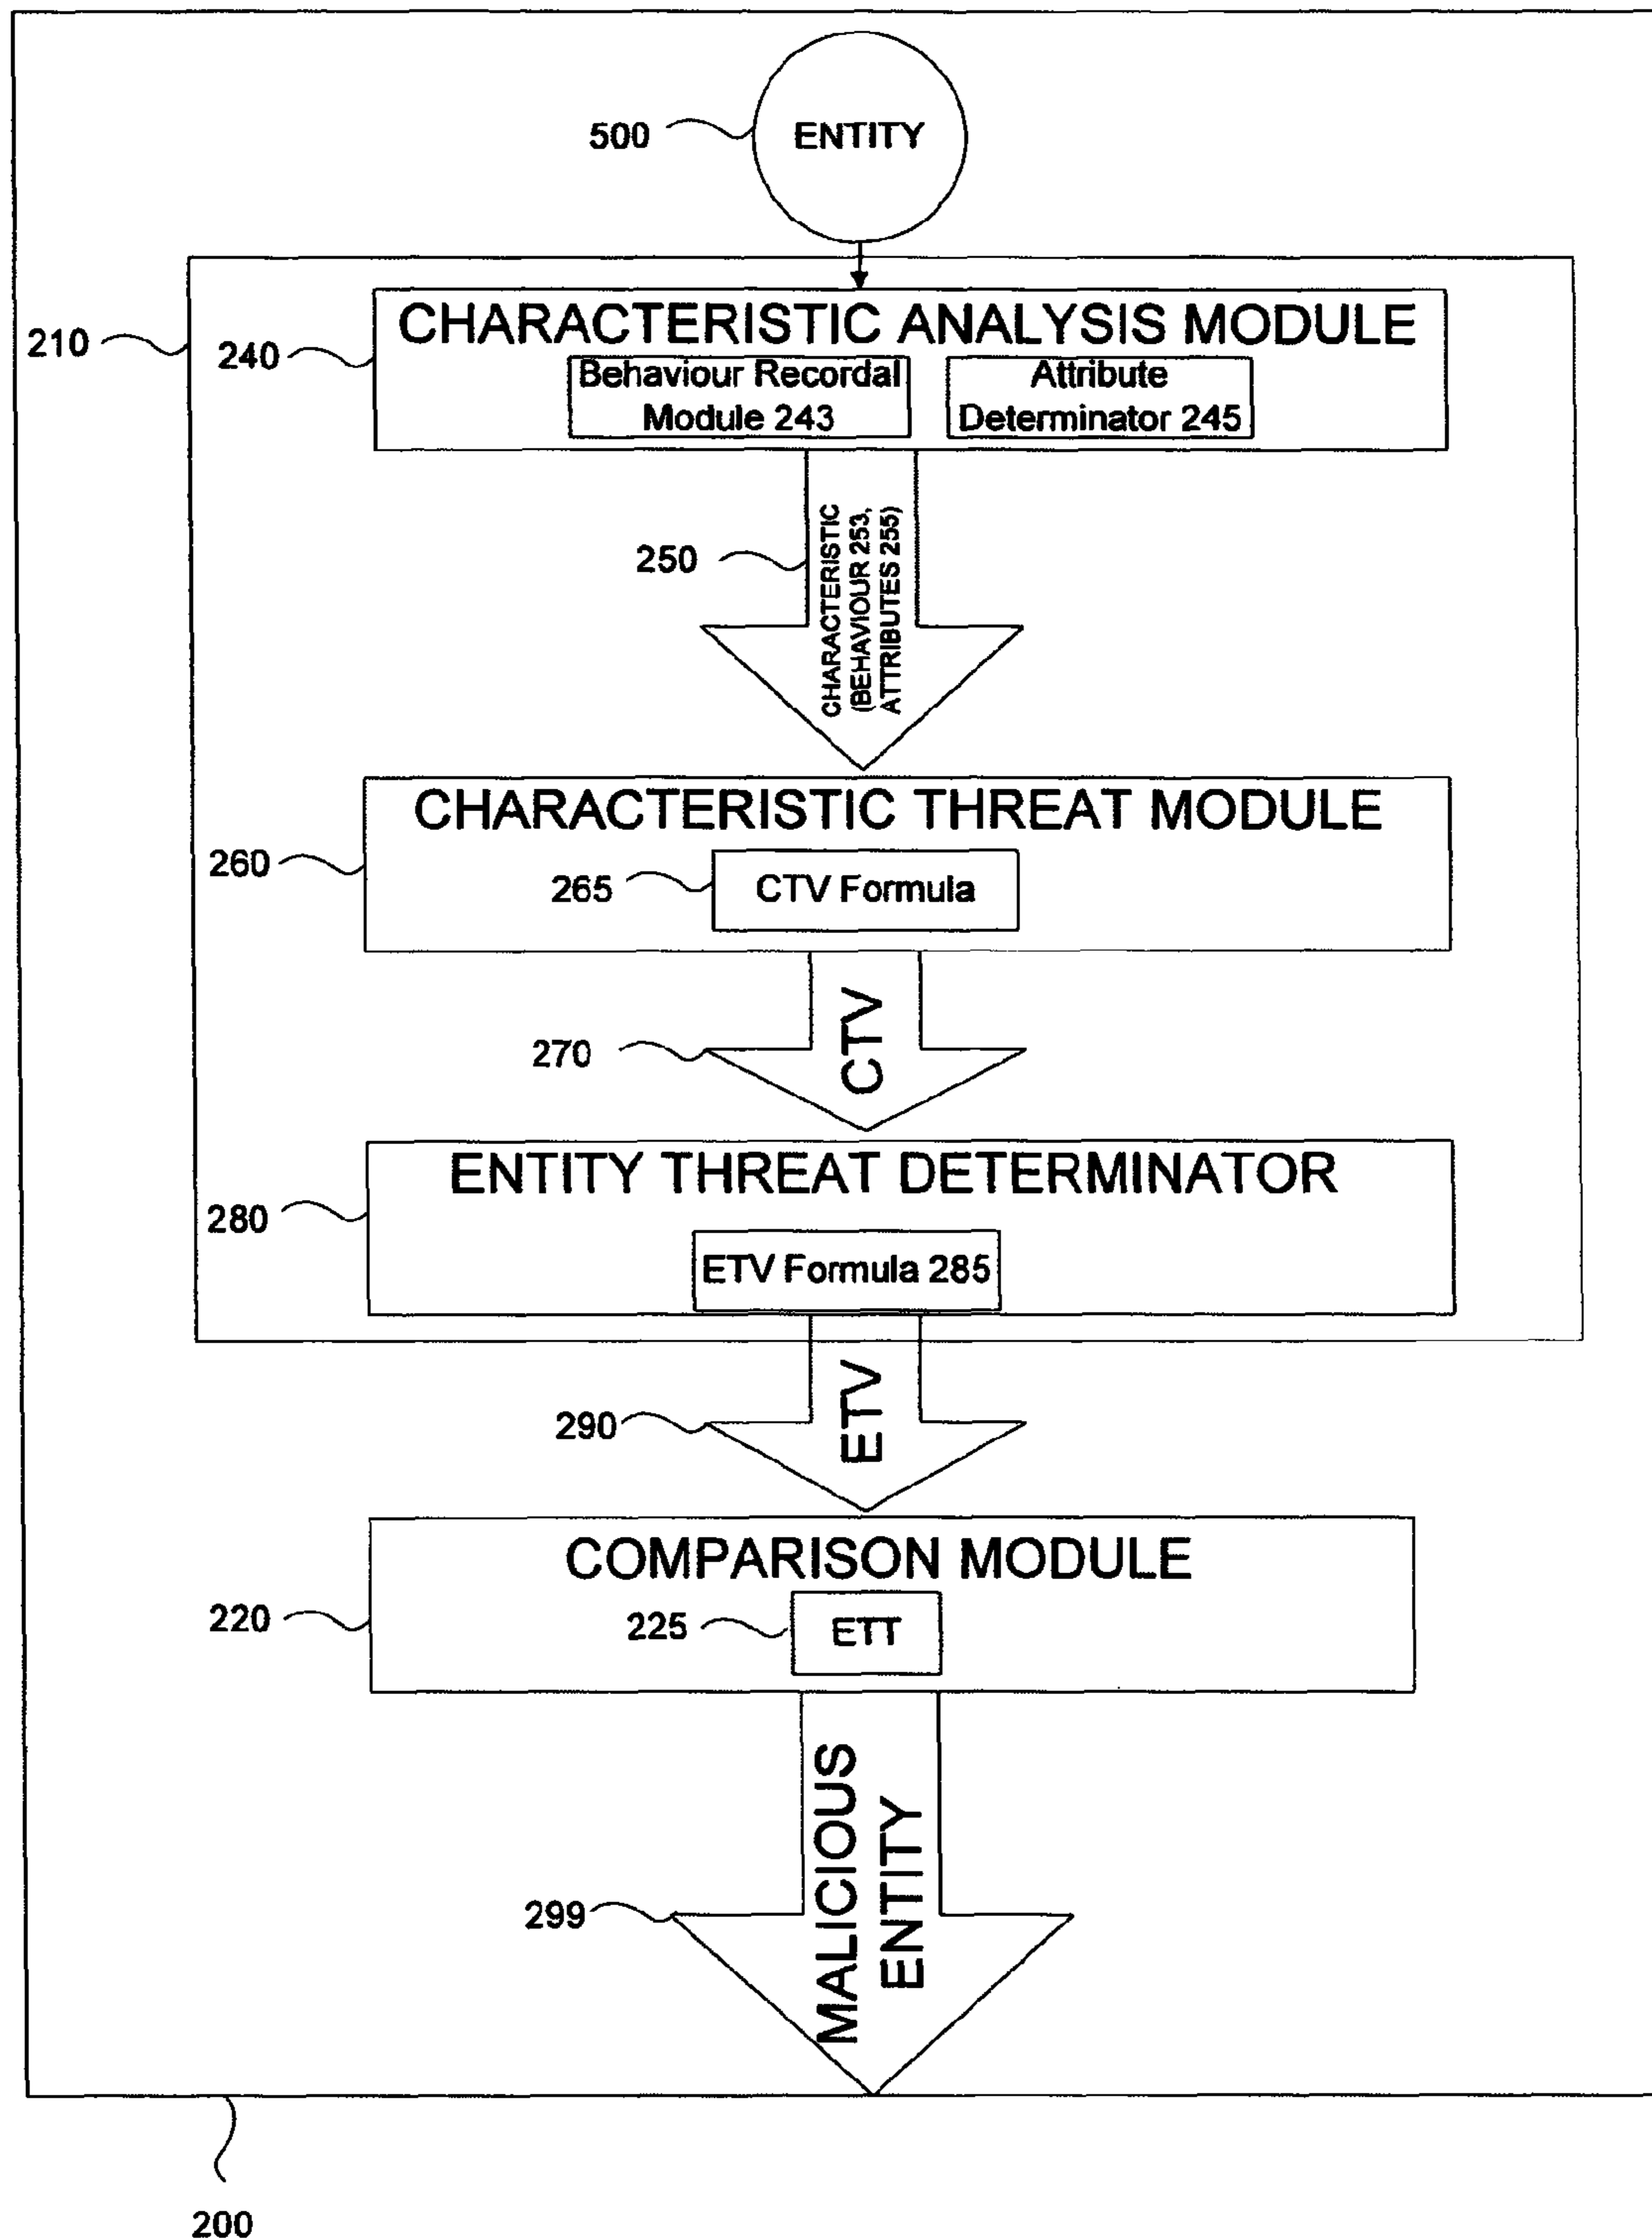 500
ENTITY
210
240
CHARACTERISTIC ANALYSIS MODULE
Behaviour Recordal
Module 243
Attribute
Determinator 245
250
CHARACTERISTIC
(BEHAVIOUR 253,
ATTRIBUTES 255)
CHARACTERISTIC THREAT MODULE
260
265
CTV Formula
270
CTV
ENTITY THREAT DETERMINATOR
280
ETV Formula 285
290
ETV
COMPARISON MODULE
220
225
ETT
299
MALICIOUS
ENTITY
200